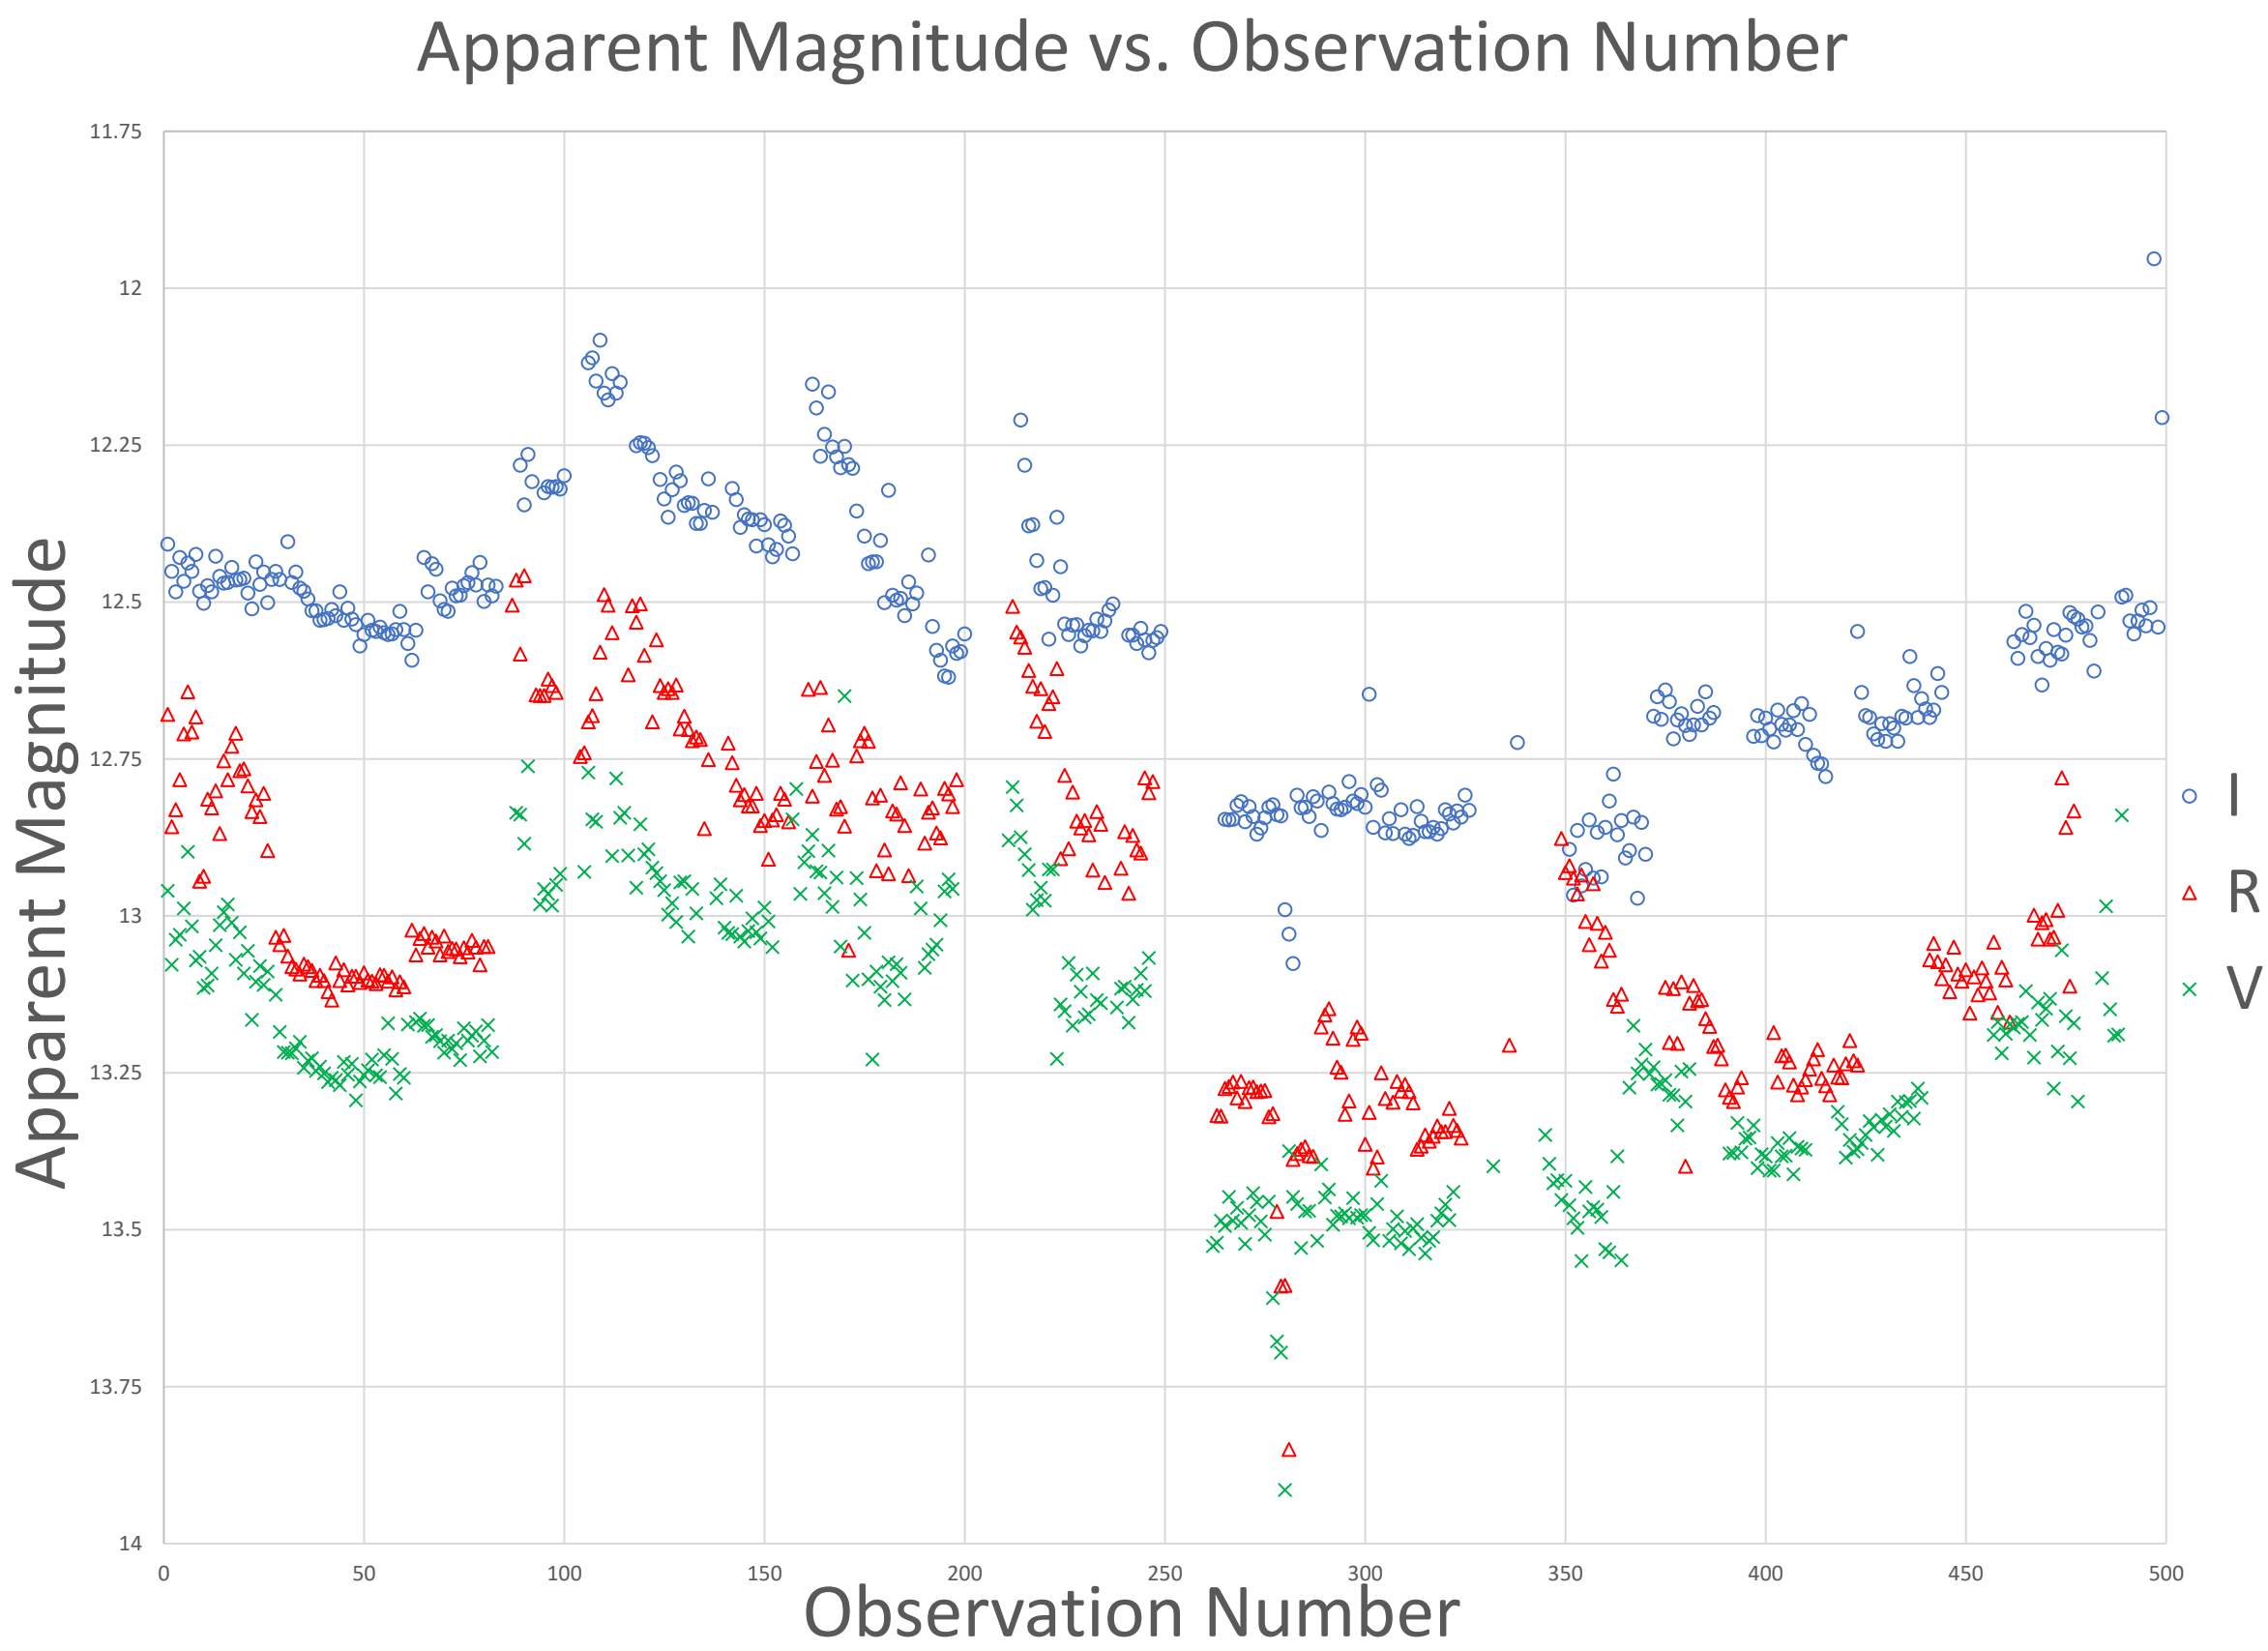 Apparent Magnitude vs. Observation Number
11.75
12
12.25
12.5
12.75
13
13.25
13.5
13.75
14
Apparent Magnitude
0 50 100 150 200 250 300 350 400 450 500
Observation Number
I
R
V